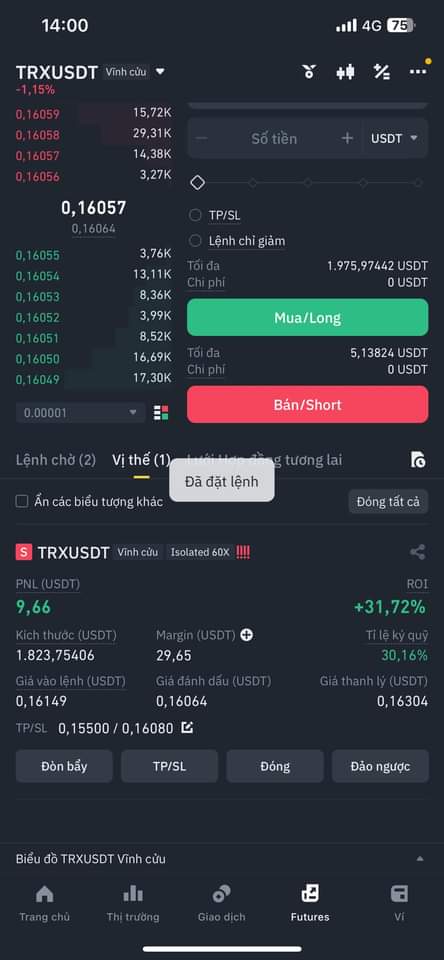 14:00
4G 75
TRXUSDT Vĩnh cửu
-1,15%
0,16059 15,72K
0,16058 29,31K
0,16057 14,38K
0,16056 3,27K
0,16057
0,16064
0,16055 3,76K
0,16054 13,11K
0,16053 8,36K
0,16052 3,99K
0,16051 8,52K
0,16050 16,69K
0,16049 17,30K
0.00001
− Số tiền + USDT
TP/SL
Lệnh chỉ giảm
Tối đa 1.975,97442 USDT
Chi phí 0 USDT
Mua/Long
Tối đa 5,13824 USDT
Chi phí 0 USDT
Bán/Short
Lệnh chờ (2) Vị thế (1) Lưới Hợp đồng tương lai
Đã đặt lệnh
Ẩn các biểu tượng khác Đóng tất cả
S TRXUSDT Vĩnh cửu Isolated 60X !!!!
PNL (USDT) ROI
9,66 +31,72%
Kích thước (USDT) Margin (USDT) Tỉ lệ ký quỹ
1.823,75406 29,65 30,16%
Giá vào lệnh (USDT) Giá đánh dấu (USDT) Giá thanh lý (USDT)
0,16149 0,16064 0,16304
TP/SL 0,15500 / 0,16080
Đòn bẩy TP/SL Đóng Đảo ngược
Biểu đồ TRXUSDT Vĩnh cửu
Trang chủ Thị trường Giao dịch Futures Ví